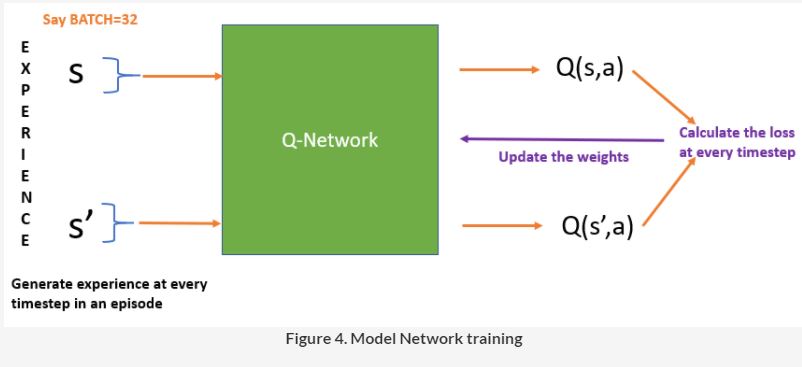 Say BATCH=32
E
X
P
E
R
I
E
N
C
E
S
s’
Q-Network
Q(s,a)
Update the weights
Calculate the loss
at every timestep
Q(s’,a)
Generate experience at every
timestep in an episode
Figure 4. Model Network training